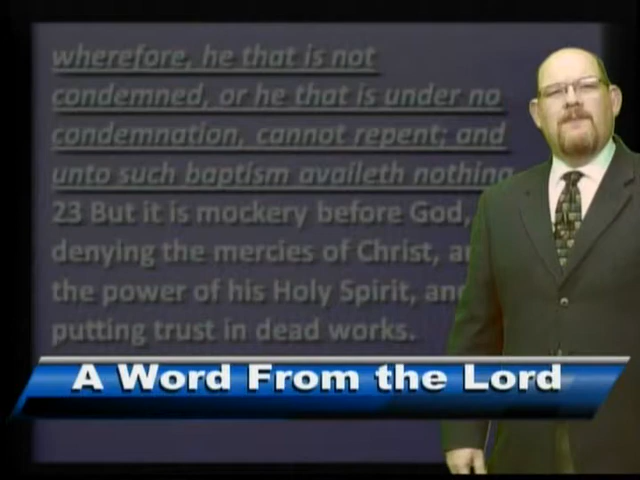 wherefore, he that is not
condemned, or he that is under no
condemnation, cannot repent; and
unto such baptism availeth nothing
23 But it is mockery before God,
denying the mercies of Christ,
the power of his Holy Spirit, and
putting trust in dead works.
A Word From the Lord